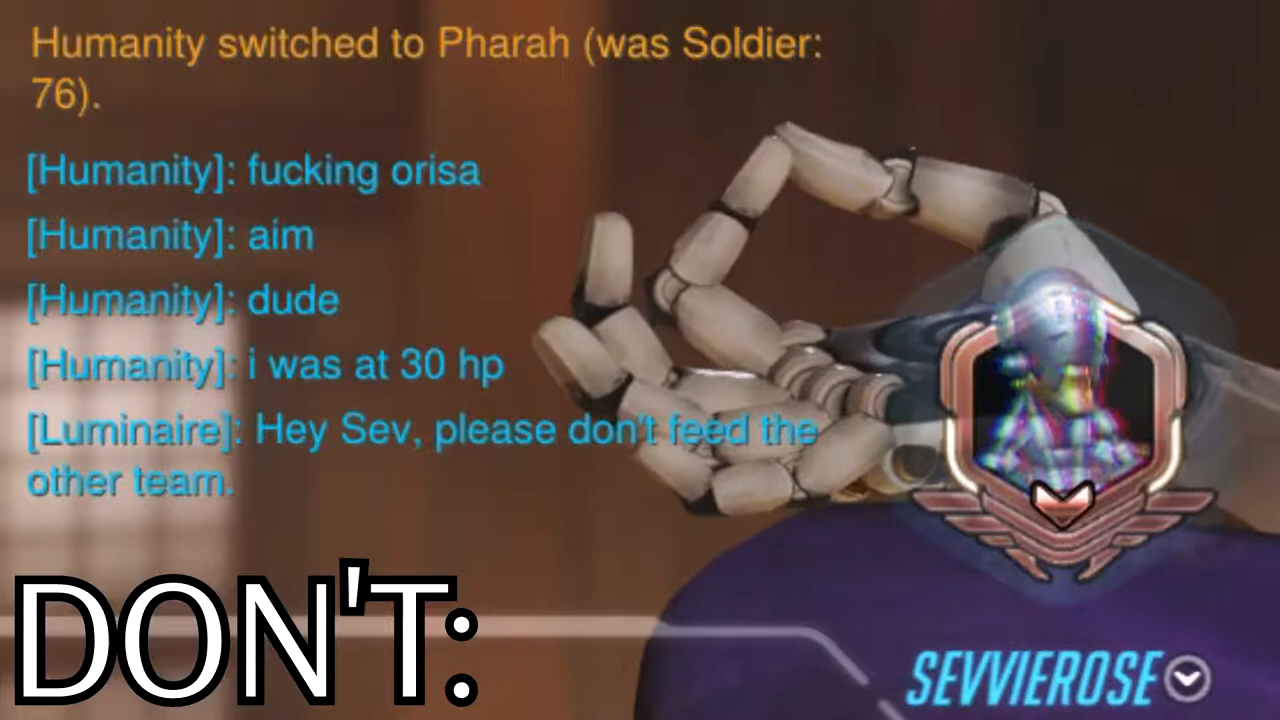 Humanity switched to Pharah (was Soldier:
76).
[Humanity]: fucking orisa
[Humanity]: aim
[Humanity]: dude
[Humanity]: i was at 30 hp
[Luminaire]: Hey Sev, please don't feed the
other team.
DON'T:
SEVVIEROSE